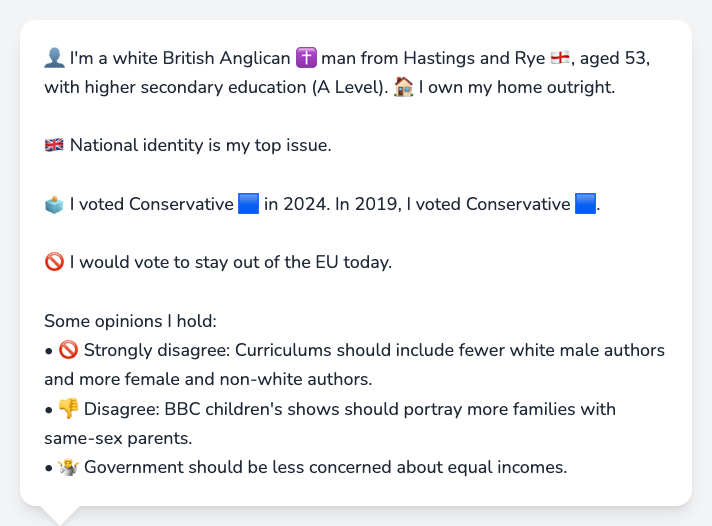 👤 I'm a white British Anglican ✝️ man from Hastings and Rye 🏴󠁧󠁢󠁥󠁮󠁧󠁿, aged 53,
with higher secondary education (A Level). 🏠 I own my home outright.
🇬🇧 National identity is my top issue.
🗳️ I voted Conservative 🟦 in 2024. In 2019, I voted Conservative 🟦.
🚫 I would vote to stay out of the EU today.
Some opinions I hold:
• 🚫 Strongly disagree: Curriculums should include fewer white male authors
and more female and non-white authors.
• 👎 Disagree: BBC children's shows should portray more families with
same-sex parents.
• 🤷 Government should be less concerned about equal incomes.